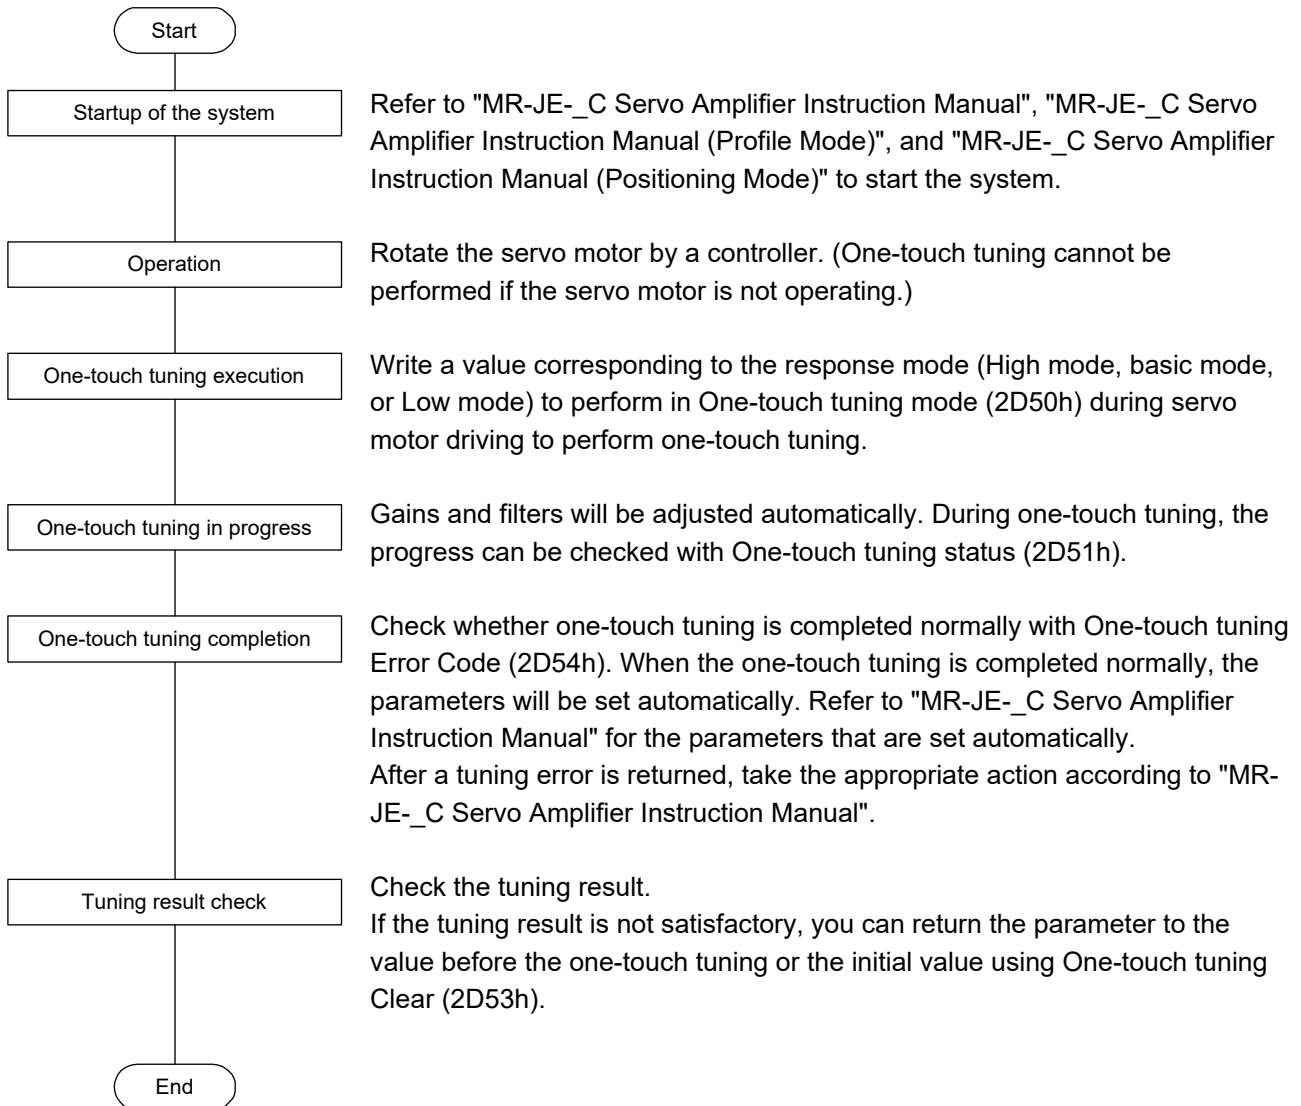 Start
Startup of the system
Refer to "MR-JE-_C Servo Amplifier Instruction Manual", "MR-JE-_C Servo
Amplifier Instruction Manual (Profile Mode)", and "MR-JE-_C Servo Amplifier
Instruction Manual (Positioning Mode)" to start the system.
Operation
Rotate the servo motor by a controller. (One-touch tuning cannot be
performed if the servo motor is not operating.)
One-touch tuning execution
Write a value corresponding to the response mode (High mode, basic mode,
or Low mode) to perform in One-touch tuning mode (2D50h) during servo
motor driving to perform one-touch tuning.
One-touch tuning in progress
Gains and filters will be adjusted automatically. During one-touch tuning, the
progress can be checked with One-touch tuning status (2D51h).
One-touch tuning completion
Check whether one-touch tuning is completed normally with One-touch tuning
Error Code (2D54h). When the one-touch tuning is completed normally, the
parameters will be set automatically. Refer to "MR-JE-_C Servo Amplifier
Instruction Manual" for the parameters that are set automatically.
After a tuning error is returned, take the appropriate action according to "MR-
JE-_C Servo Amplifier Instruction Manual".
Tuning result check
Check the tuning result.
If the tuning result is not satisfactory, you can return the parameter to the
value before the one-touch tuning or the initial value using One-touch tuning
Clear (2D53h).
End